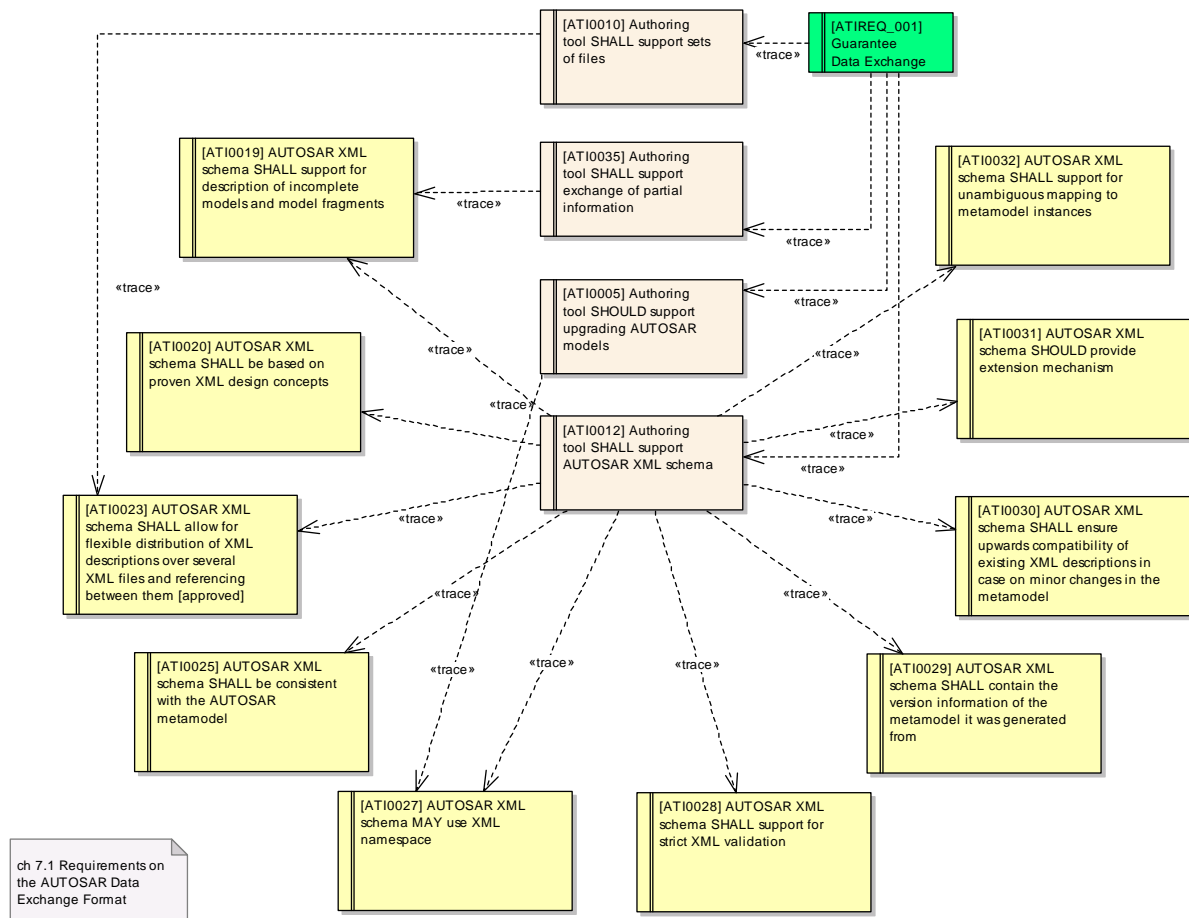 [ATI0010] Authoring
tool SHALL support sets
of files
[ATIREQ_001]
Guarantee
Data Exchange
«trace»
[ATI0019] AUTOSAR XML
schema SHALL support for
description of incomplete
models and model fragments
[ATI0035] Authoring
tool SHALL support
exchange of partial
information
[ATI0032] AUTOSAR XML
schema SHALL support for
unambiguous mapping to
metamodel instances
«trace»
«trace»
«trace»
[ATI0005] Authoring
tool SHOULD support
upgrading AUTOSAR
models
«trace»
[ATI0020] AUTOSAR XML
schema SHALL be based on
proven XML design concepts
«trace»
«trace»
[ATI0031] AUTOSAR XML
schema SHOULD provide
extension mechanism
«trace»
[ATI0012] Authoring
tool SHALL support
AUTOSAR XML schema
«trace»
«trace»
[ATI0023] AUTOSAR XML
schema SHALL allow for
flexible distribution of XML
descriptions over several
XML files and referencing
between them [approved]
«trace»
«trace»
[ATI0030] AUTOSAR XML
schema SHALL ensure
upwards compatibility of
existing XML descriptions in
case on minor changes in the
metamodel
«trace»
«trace»
[ATI0025] AUTOSAR XML
schema SHALL be consistent
with the AUTOSAR
metamodel
«trace»
«trace»
«trace»
[ATI0029] AUTOSAR XML
schema SHALL contain the
version information of the
metamodel it was generated
from
[ATI0027] AUTOSAR XML
schema MAY use XML
namespace
[ATI0028] AUTOSAR XML
schema SHALL support for
strict XML validation
ch 7.1 Requirements on
the AUTOSAR Data
Exchange Format